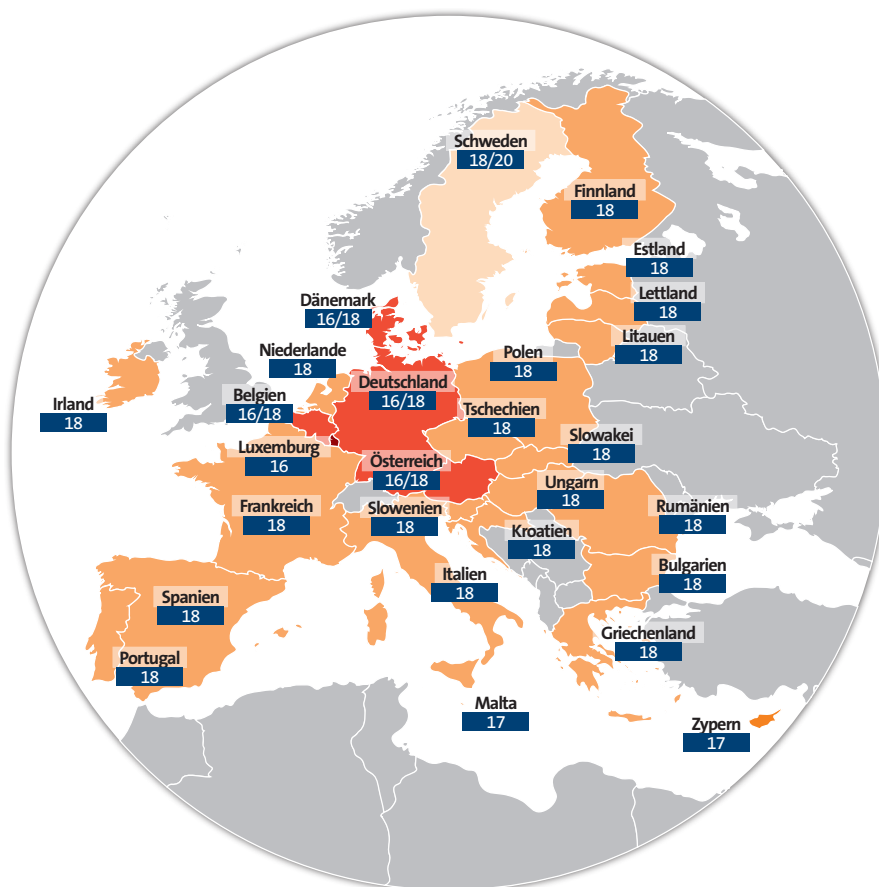 Schweden
18/20
Finnland
18
Estland
18
Lettland
18
Dänemark
16/18
Litauen
18
Niederlande
18
Polen
18
Deutschland
16/18
Belgien
16/18
Irland
18
Tschechien
18
Slowakei
18
Luxemburg
16
Österreich
16/18
Ungarn
18
Frankreich
18
Slowenien
18
Rumänien
18
Kroatien
18
Italien
18
Bulgarien
18
Spanien
18
Griechenland
18
Portugal
18
Malta
17
Zypern
17